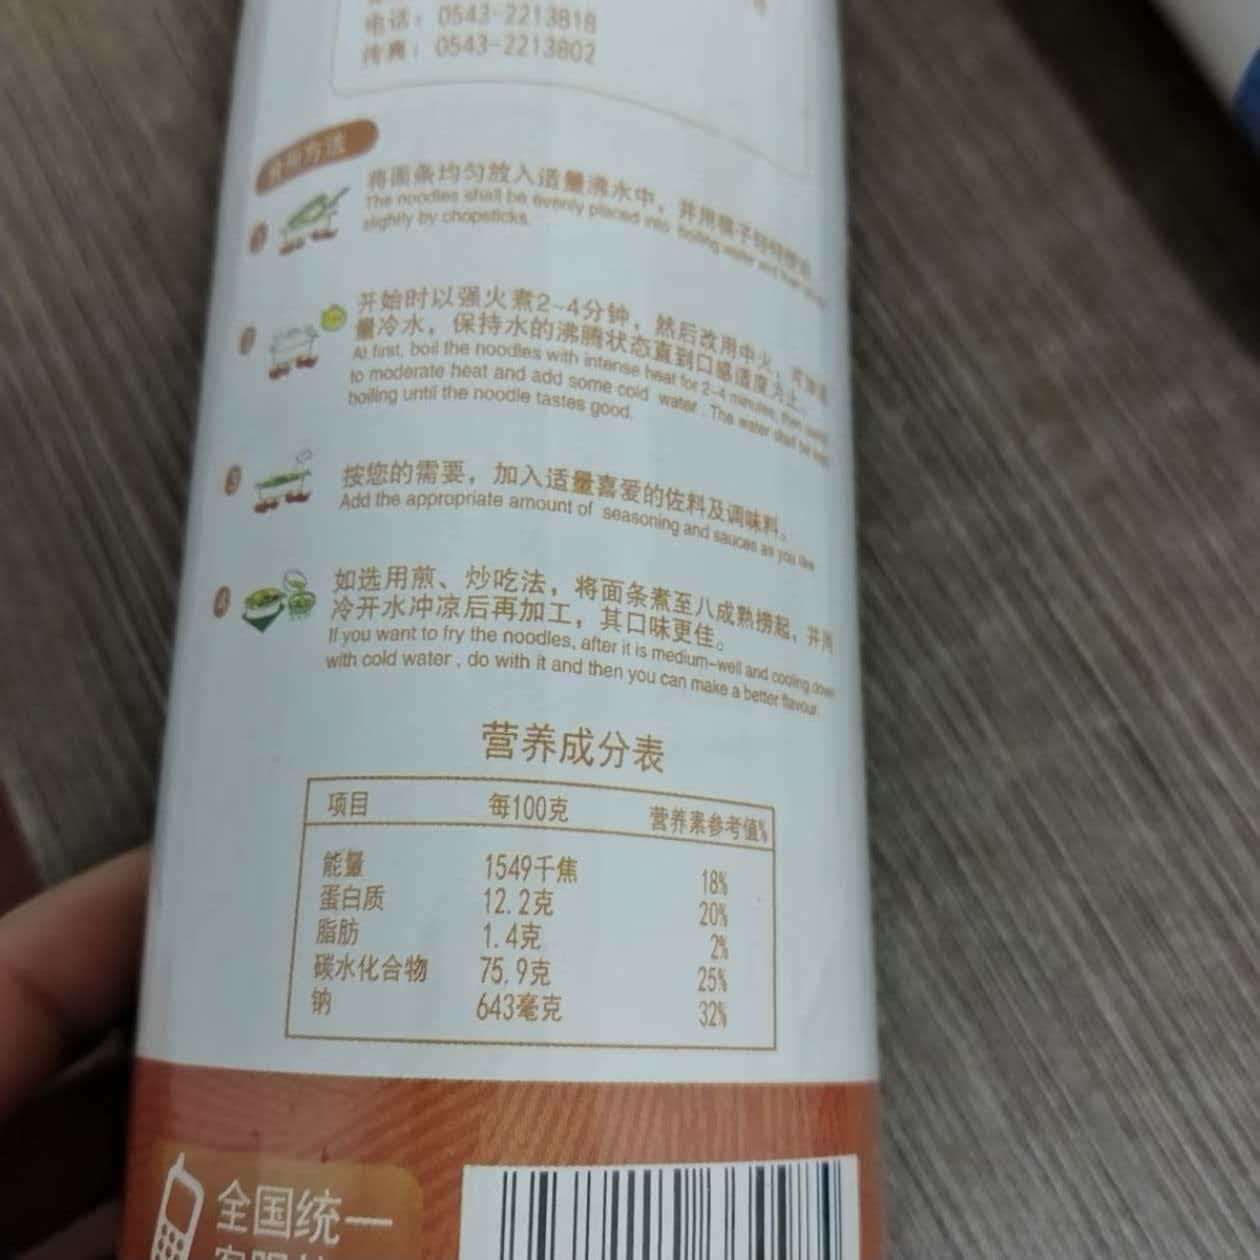 电话：0543-2213818
传真：0543-2213802
食用方法
1
将面条均匀放入适量沸水中，并用筷子
The noodles shall be evenly placed into boiling water and
slightly by chopsticks.
2
开始时以强火煮2~4分钟，然后改用中火，
量冷水，保持水的沸腾状态直到口感适度为止。
At first, boil the noodles with intense heat for 2-4 minutes, then
to moderate heat and add some cold water. The water shall be
boiling until the noodle tastes good.
3
按您的需要，加入适量喜爱的佐料及调味料。
Add the appropriate amount of seasoning and sauces as you like
4
如选用煎、炒吃法，将面条煮至八成熟捞起，并用
冷开水冲凉后再加工，其口味更佳。
If you want to fry the noodles, after it is medium-well and cooling down
with cold water , do with it and then you can make a better flavour.
营养成分表
项目 每100克 营养素参考值%
能量 1549千焦 18%
蛋白质 12.2克 20%
脂肪 1.4克 2%
碳水化合物 75.9克 25%
钠 643毫克 32%
全国统一